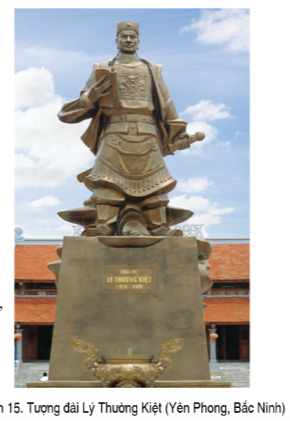 LÝ THƯỜNG KIỆT
15. Tượng đài Lý Thường Kiệt (Yên Phong, Bắc Ninh)